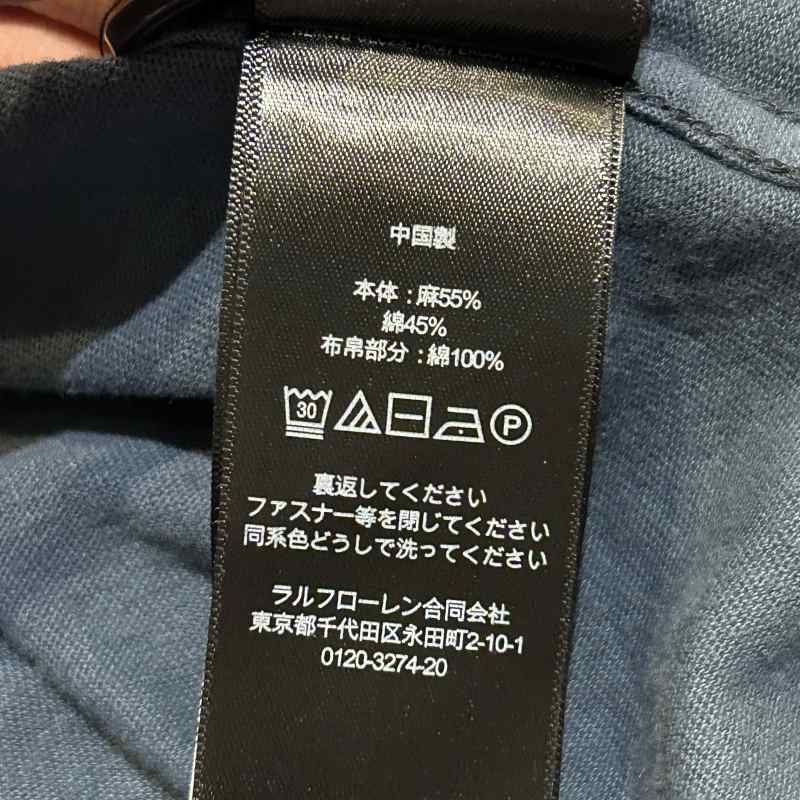 中国製
本体 : 麻55%
綿45%
布帛部分 : 綿100%
30
P
裏返してください
ファスナー等を閉じてください
同系色どうしで洗ってください
ラルフローレン合同会社
東京都千代田区永田町2-10-1
0120-3274-20